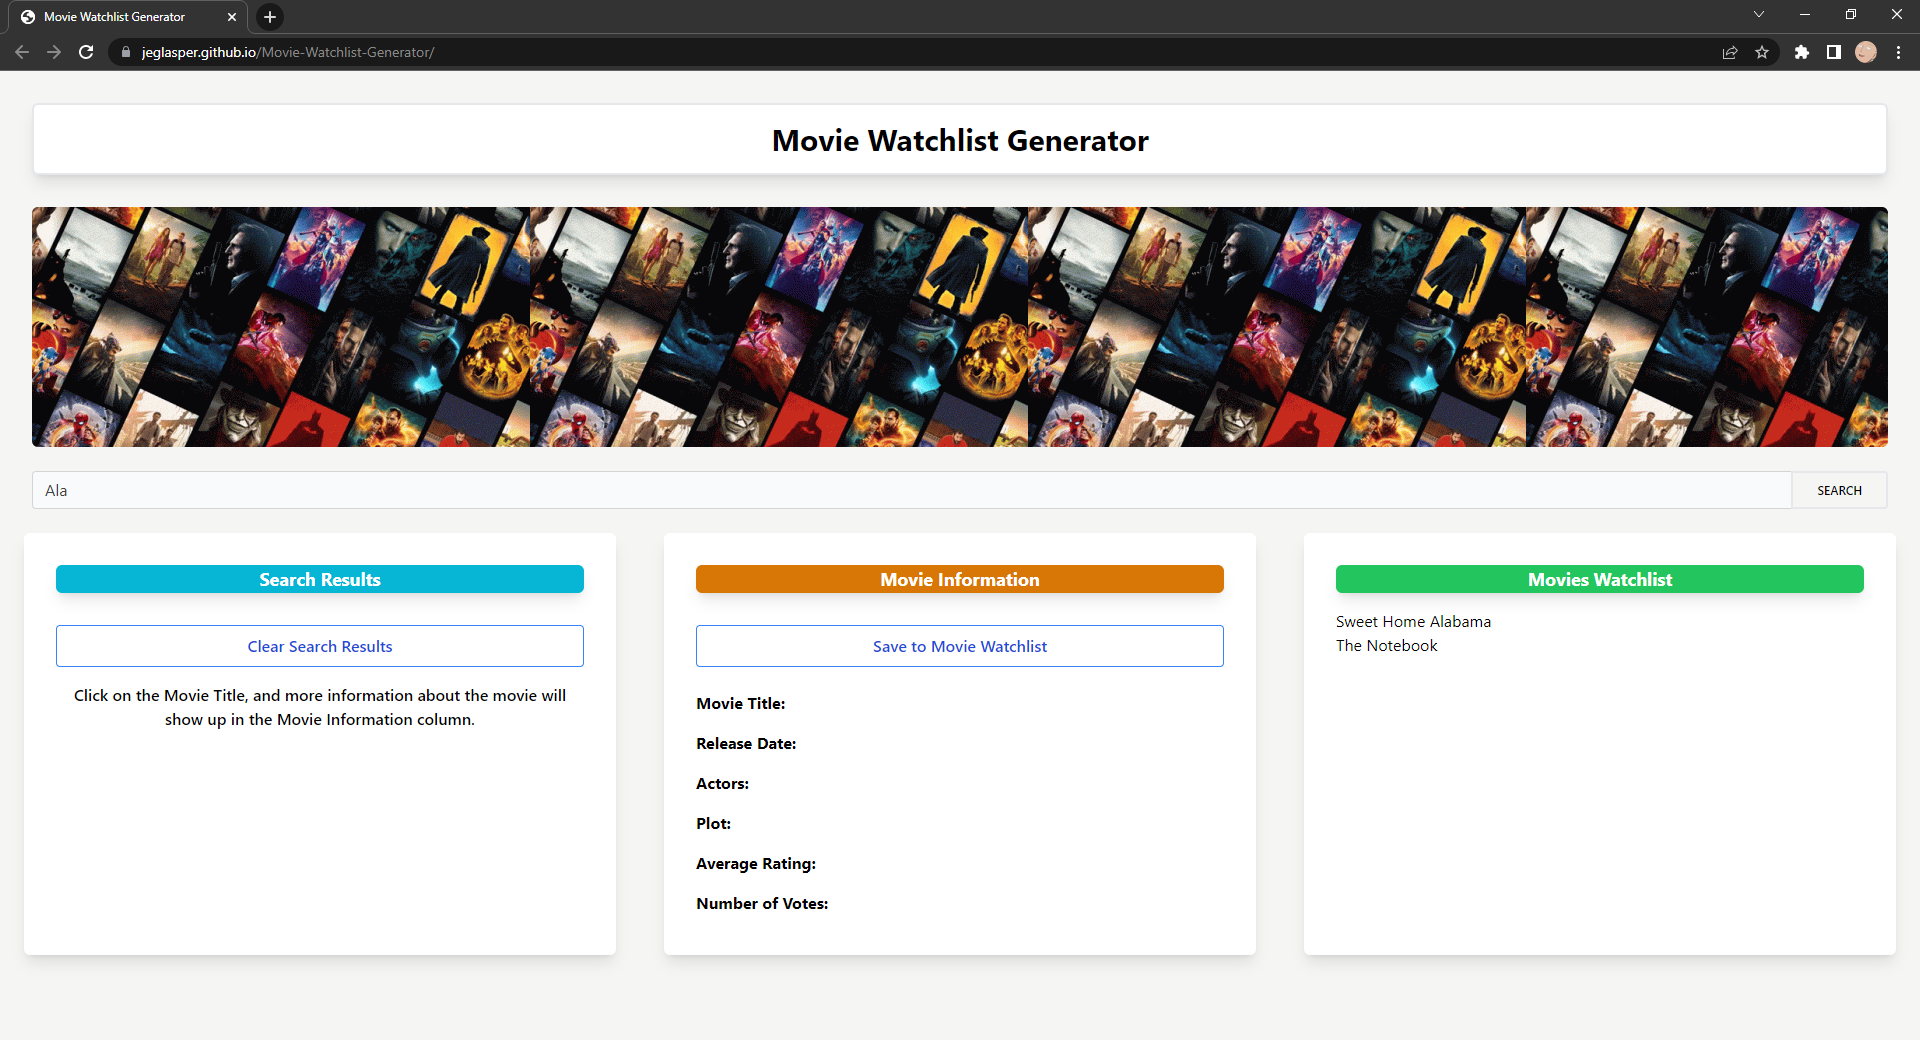 Movie Watchlist Generator
jeglasper.github.io/Movie-Watchlist-Generator/
Movie Watchlist Generator
Ala
SEARCH
Search Results
Clear Search Results
Click on the Movie Title, and more information about the movie will
show up in the Movie Information column.
Movie Information
Save to Movie Watchlist
Movie Title:
Release Date:
Actors:
Plot:
Average Rating:
Number of Votes:
Movies Watchlist
Sweet Home Alabama
The Notebook